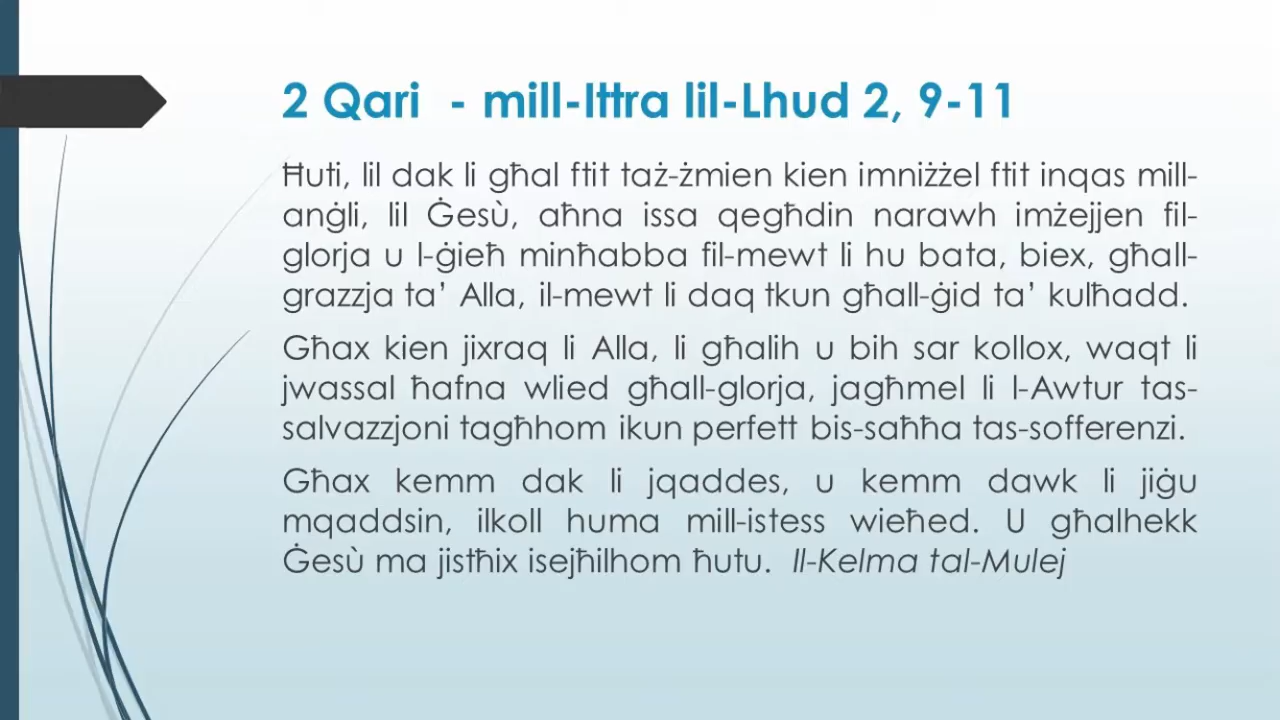 2 Qari - mill-Ittra lil-Lhud 2, 9-11
Ħuti, lil dak li għal ftit taż-żmien kien imniżżel ftit inqas mill-
anġli, lil Ġesù, aħna issa qegħdin narawh imżejjen fil-
glorja u l-ġieħ minħabba fil-mewt li hu bata, biex, għall-
grazzja ta’ Alla, il-mewt li daq tkun għall-ġid ta’ kulħadd.
Għax kien jixraq li Alla, li għalih u bih sar kollox, waqt li
jwassal ħafna wlied għall-glorja, jagħmel li l-Awtur tas-
salvazzjoni tagħhom ikun perfett bis-saħħa tas-sofferenzi.
Għax kemm dak li jqaddes, u kemm dawk li jiġu
mqaddsin, ilkoll huma mill-istess wieħed. U għalhekk
Ġesù ma jistħix isejħilhom ħutu. Il-Kelma tal-Mulej